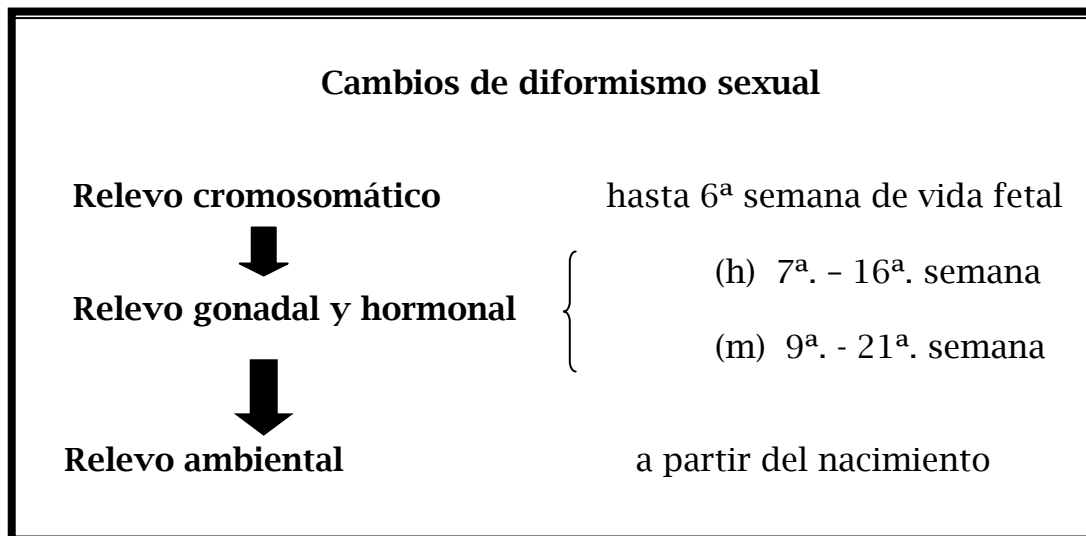 Cambios de diformismo sexual
Relevo cromosomático hasta 6ª semana de vida fetal
(h) 7ª. – 16ª. semana
Relevo gonadal y hormonal
(m) 9ª. - 21ª. semana
Relevo ambiental a partir del nacimiento